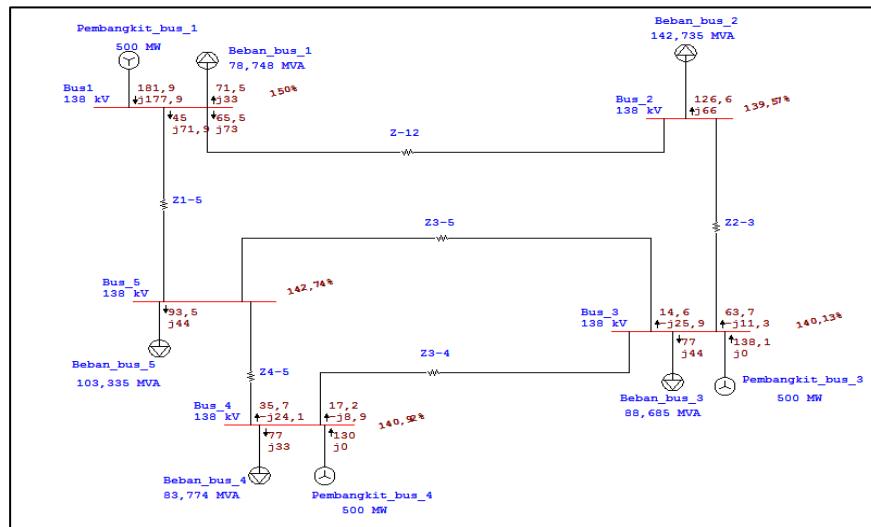 Pembangkit_bus_1
500 MW
Beban_bus_1
78,748 MVA
Beban_bus_2
142,735 MVA
Bus1
138 kV
181,9
j177,9
71,5
j33
150%
45
j71,9
65,5
j73
Z-12
Bus_2
138 kV
126,6
j66
139,57%
Z1-5
Z3-5
Z2-3
Bus_5
138 kV
142,74%
93,5
j44
Beban_bus_5
103,335 MVA
Z4-5
Z3-4
Bus_3
138 kV
14,6
-j25,9
63,7
-j11,3
140,13%
77
j44
138,1
j0
Beban_bus_3
88,685 MVA
Pembangkit_bus_3
500 MW
Bus_4
138 kV
35,7
-j24,1
17,2
-j8,9
140,92%
77
j33
130
j0
Beban_bus_4
83,774 MVA
Pembangkit_bus_4
500 MW